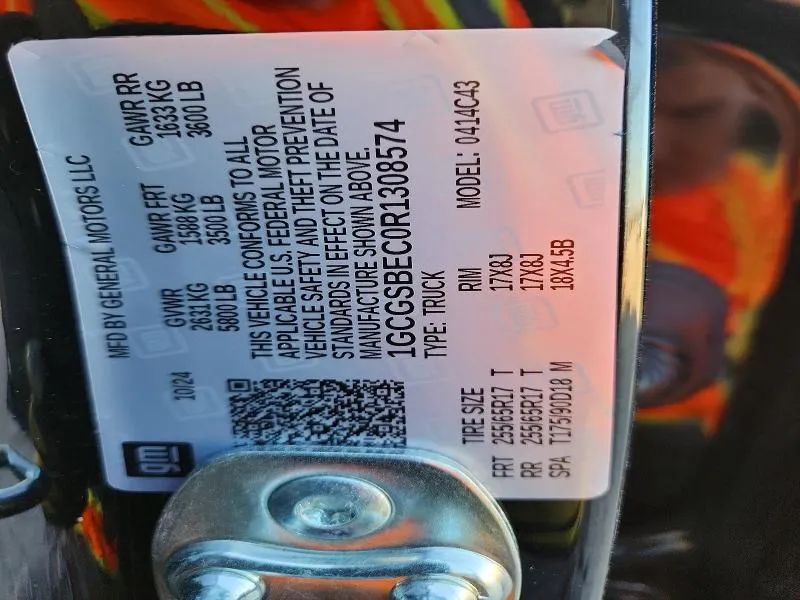 gm
MFD BY GENERAL MOTORS LLC
10/24 GVWR GAWR FRT GAWR RR
2631 KG 1588 KG 1633 KG
5800 LB 3500 LB 3600 LB
THIS VEHICLE CONFORMS TO ALL
APPLICABLE U.S. FEDERAL MOTOR
VEHICLE SAFETY AND THEFT PREVENTION
STANDARDS IN EFFECT ON THE DATE OF
MANUFACTURE SHOWN ABOVE.
1GCGSBEC0R1308574
TYPE: TRUCK MODEL: 0414C43
TIRE SIZE RIM
FRT 255/65R17 T 17X8J
RR 255/65R17 T 17X8J
SPA T175/90D18 M 18X4.5B